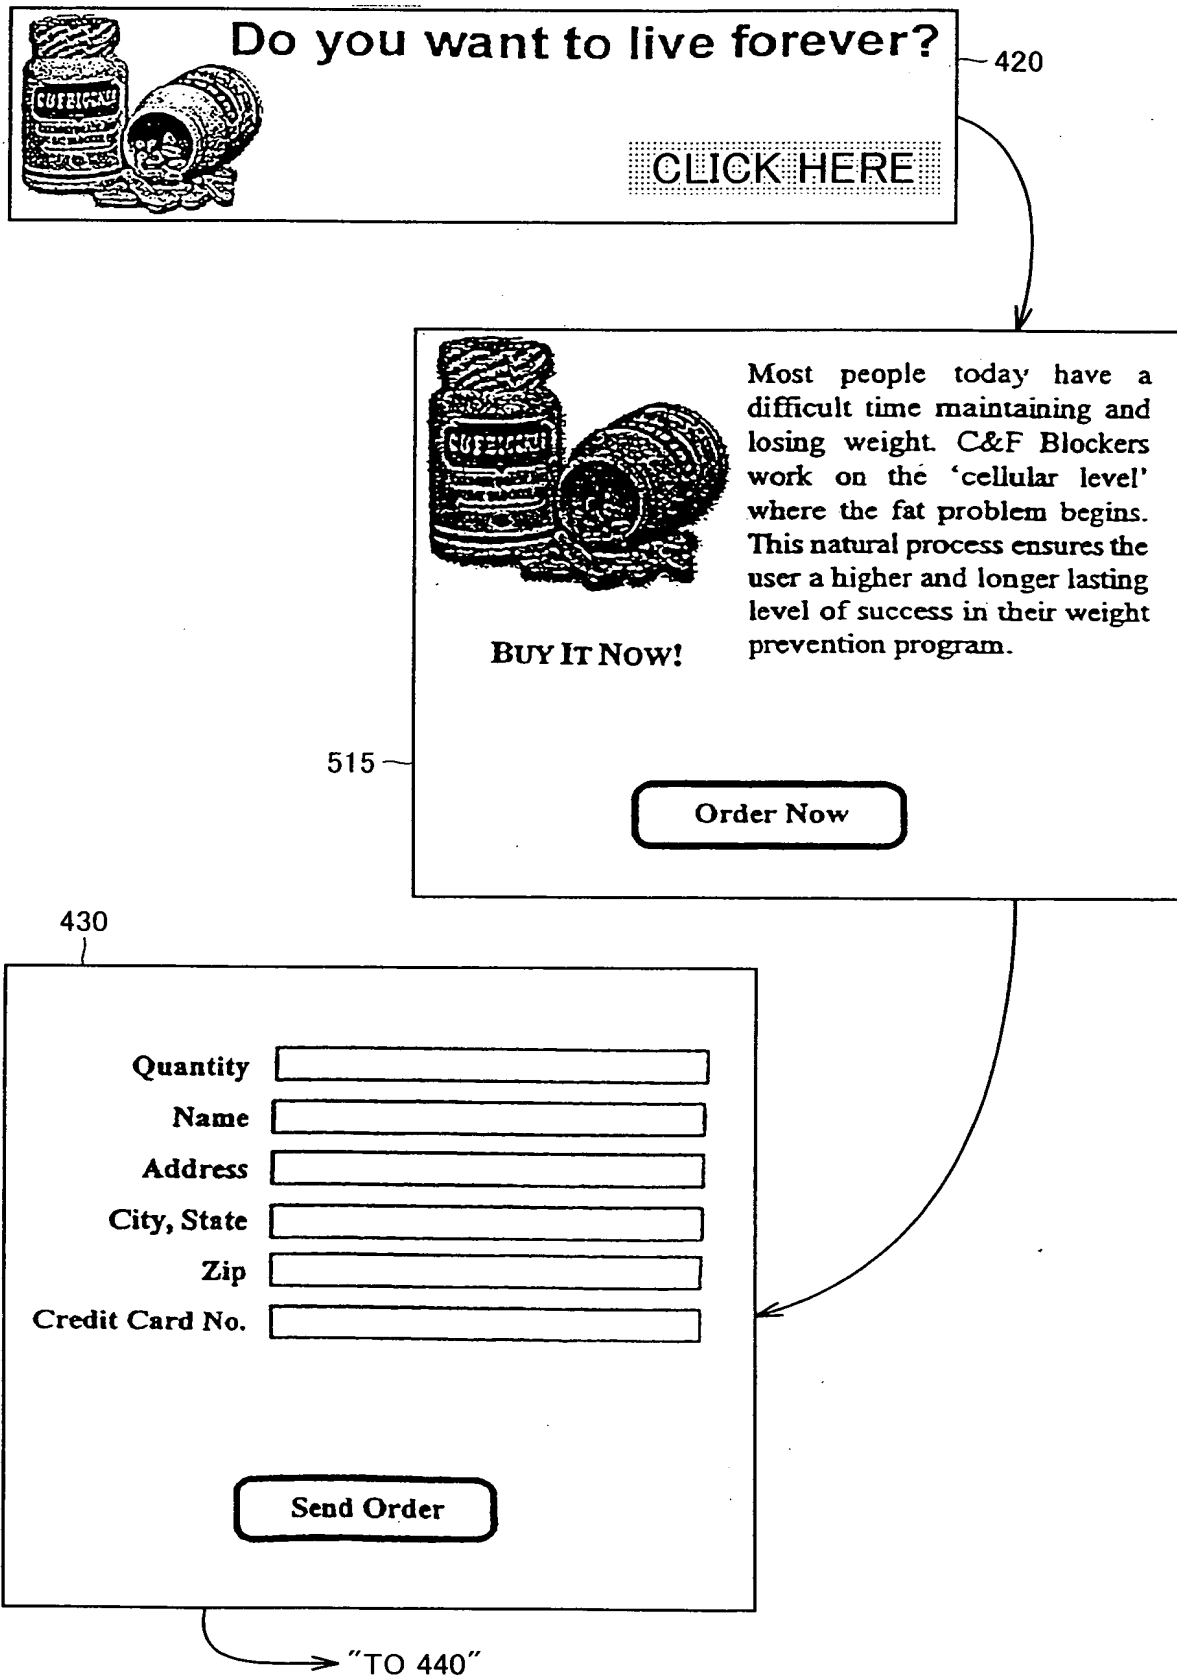 Do you want to live forever?
420
CLICK HERE
Most people today have a
difficult time maintaining and
losing weight. C&F Blockers
work on the ‘cellular level’
where the fat problem begins.
This natural process ensures the
user a higher and longer lasting
level of success in their weight
prevention program.
BUY IT NOW!
515
Order Now
430
Quantity
Name
Address
City, State
Zip
Credit Card No.
Send Order
"TO 440"